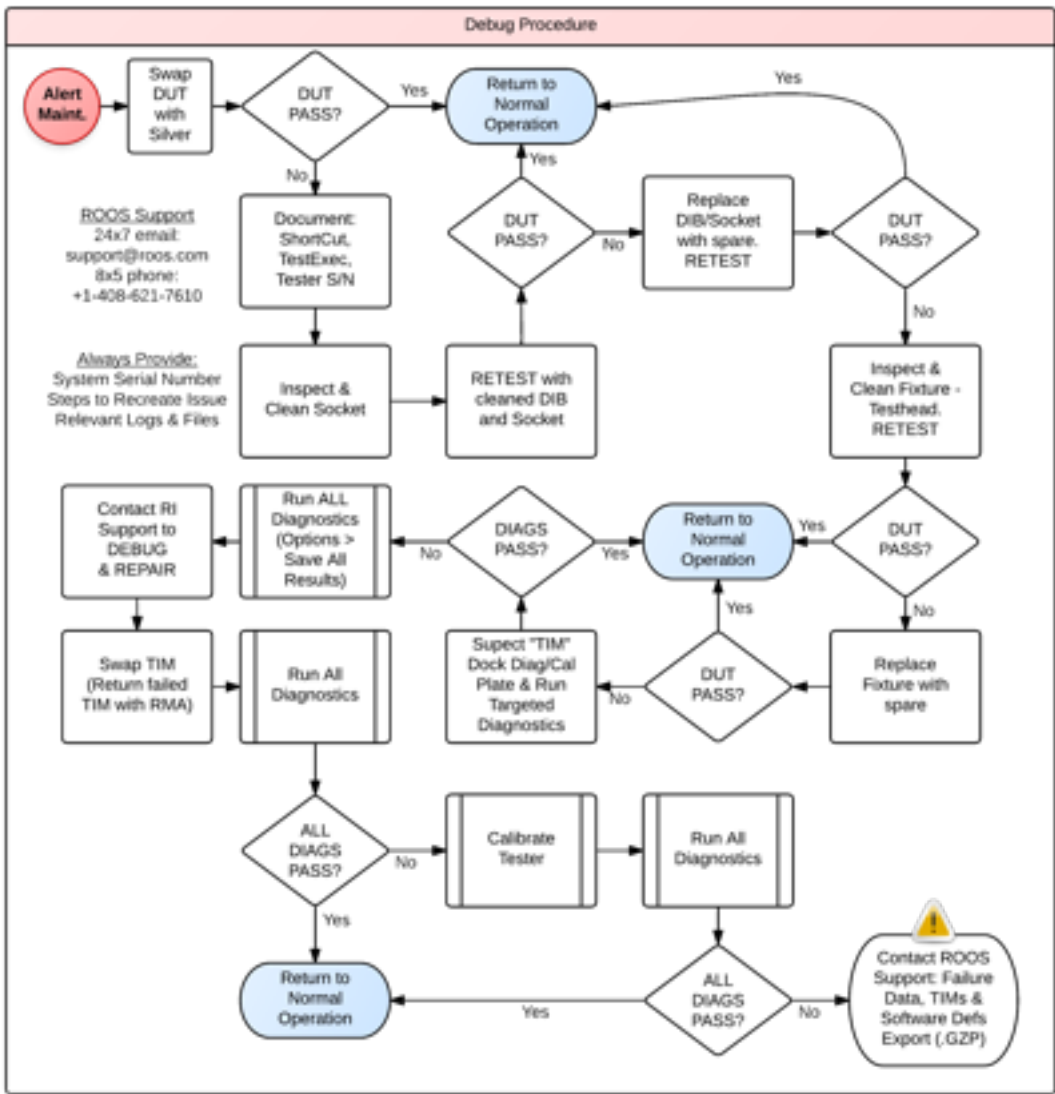 Debug Procedure
Alert
Maint.
Swap
DUT
with
Silver
DUT
PASS?
Yes
Return to
Normal
Operation
Yes
No
Yes
ROOS Support
24x7 email:
support@roos.com
8x5 phone:
+1-408-621-7610
Document:
ShortCut,
TestExec,
Tester S/N
DUT
PASS?
No
Replace
DIB/Socket
with spare.
RETEST
DUT
PASS?
No
Always Provide:
System Serial Number
Steps to Recreate Issue
Relevant Logs & Files
Inspect &
Clean Socket
RETEST with
cleaned DIB
and Socket
Inspect &
Clean Fixture -
Testhead.
RETEST
Contact RI
Support to
DEBUG
& REPAIR
Run ALL
Diagnostics
(Options >
Save All
Results)
No
DIAGS
PASS?
Yes
Return to
Normal
Operation
Yes
DUT
PASS?
No
Yes
Swap TIM
(Return failed
TIM with RMA)
Run All
Diagnostics
Supect "TIM"
Dock Diag/Cal
Plate & Run
Targeted
Diagnostics
No
DUT
PASS?
Replace
Fixture with
spare
ALL
DIAGS
PASS?
No
Calibrate
Tester
Run All
Diagnostics
Yes
Return to
Normal
Operation
Yes
ALL
DIAGS
PASS?
No
Contact ROOS
Support: Failure
Data, TIMs &
Software Defs
Export (.GZP)